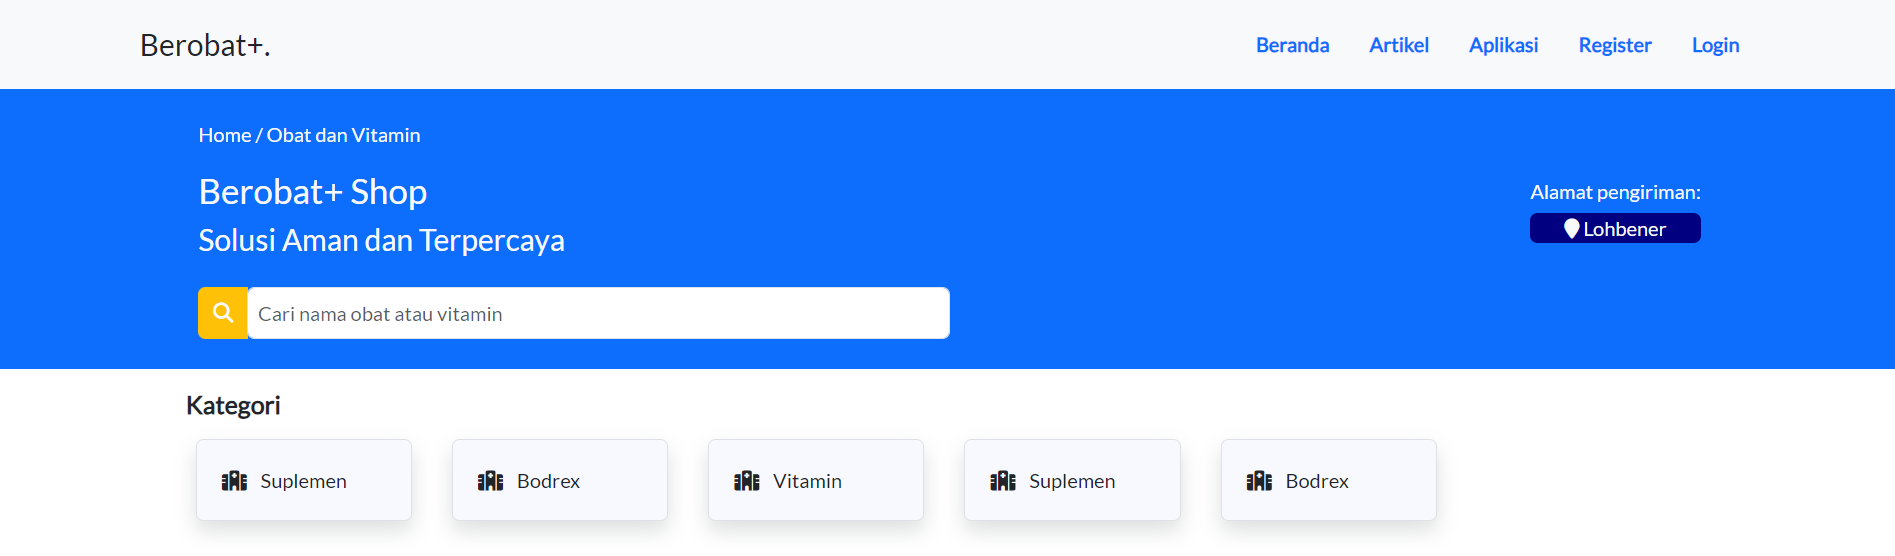 Berobat+. Beranda Artikel Aplikasi Register Login
Home / Obat dan Vitamin
Berobat+ Shop
Solusi Aman dan Terpercaya
Alamat pengiriman:
Lohbener
Cari nama obat atau vitamin
Kategori
Suplemen Bodrex Vitamin Suplemen Bodrex